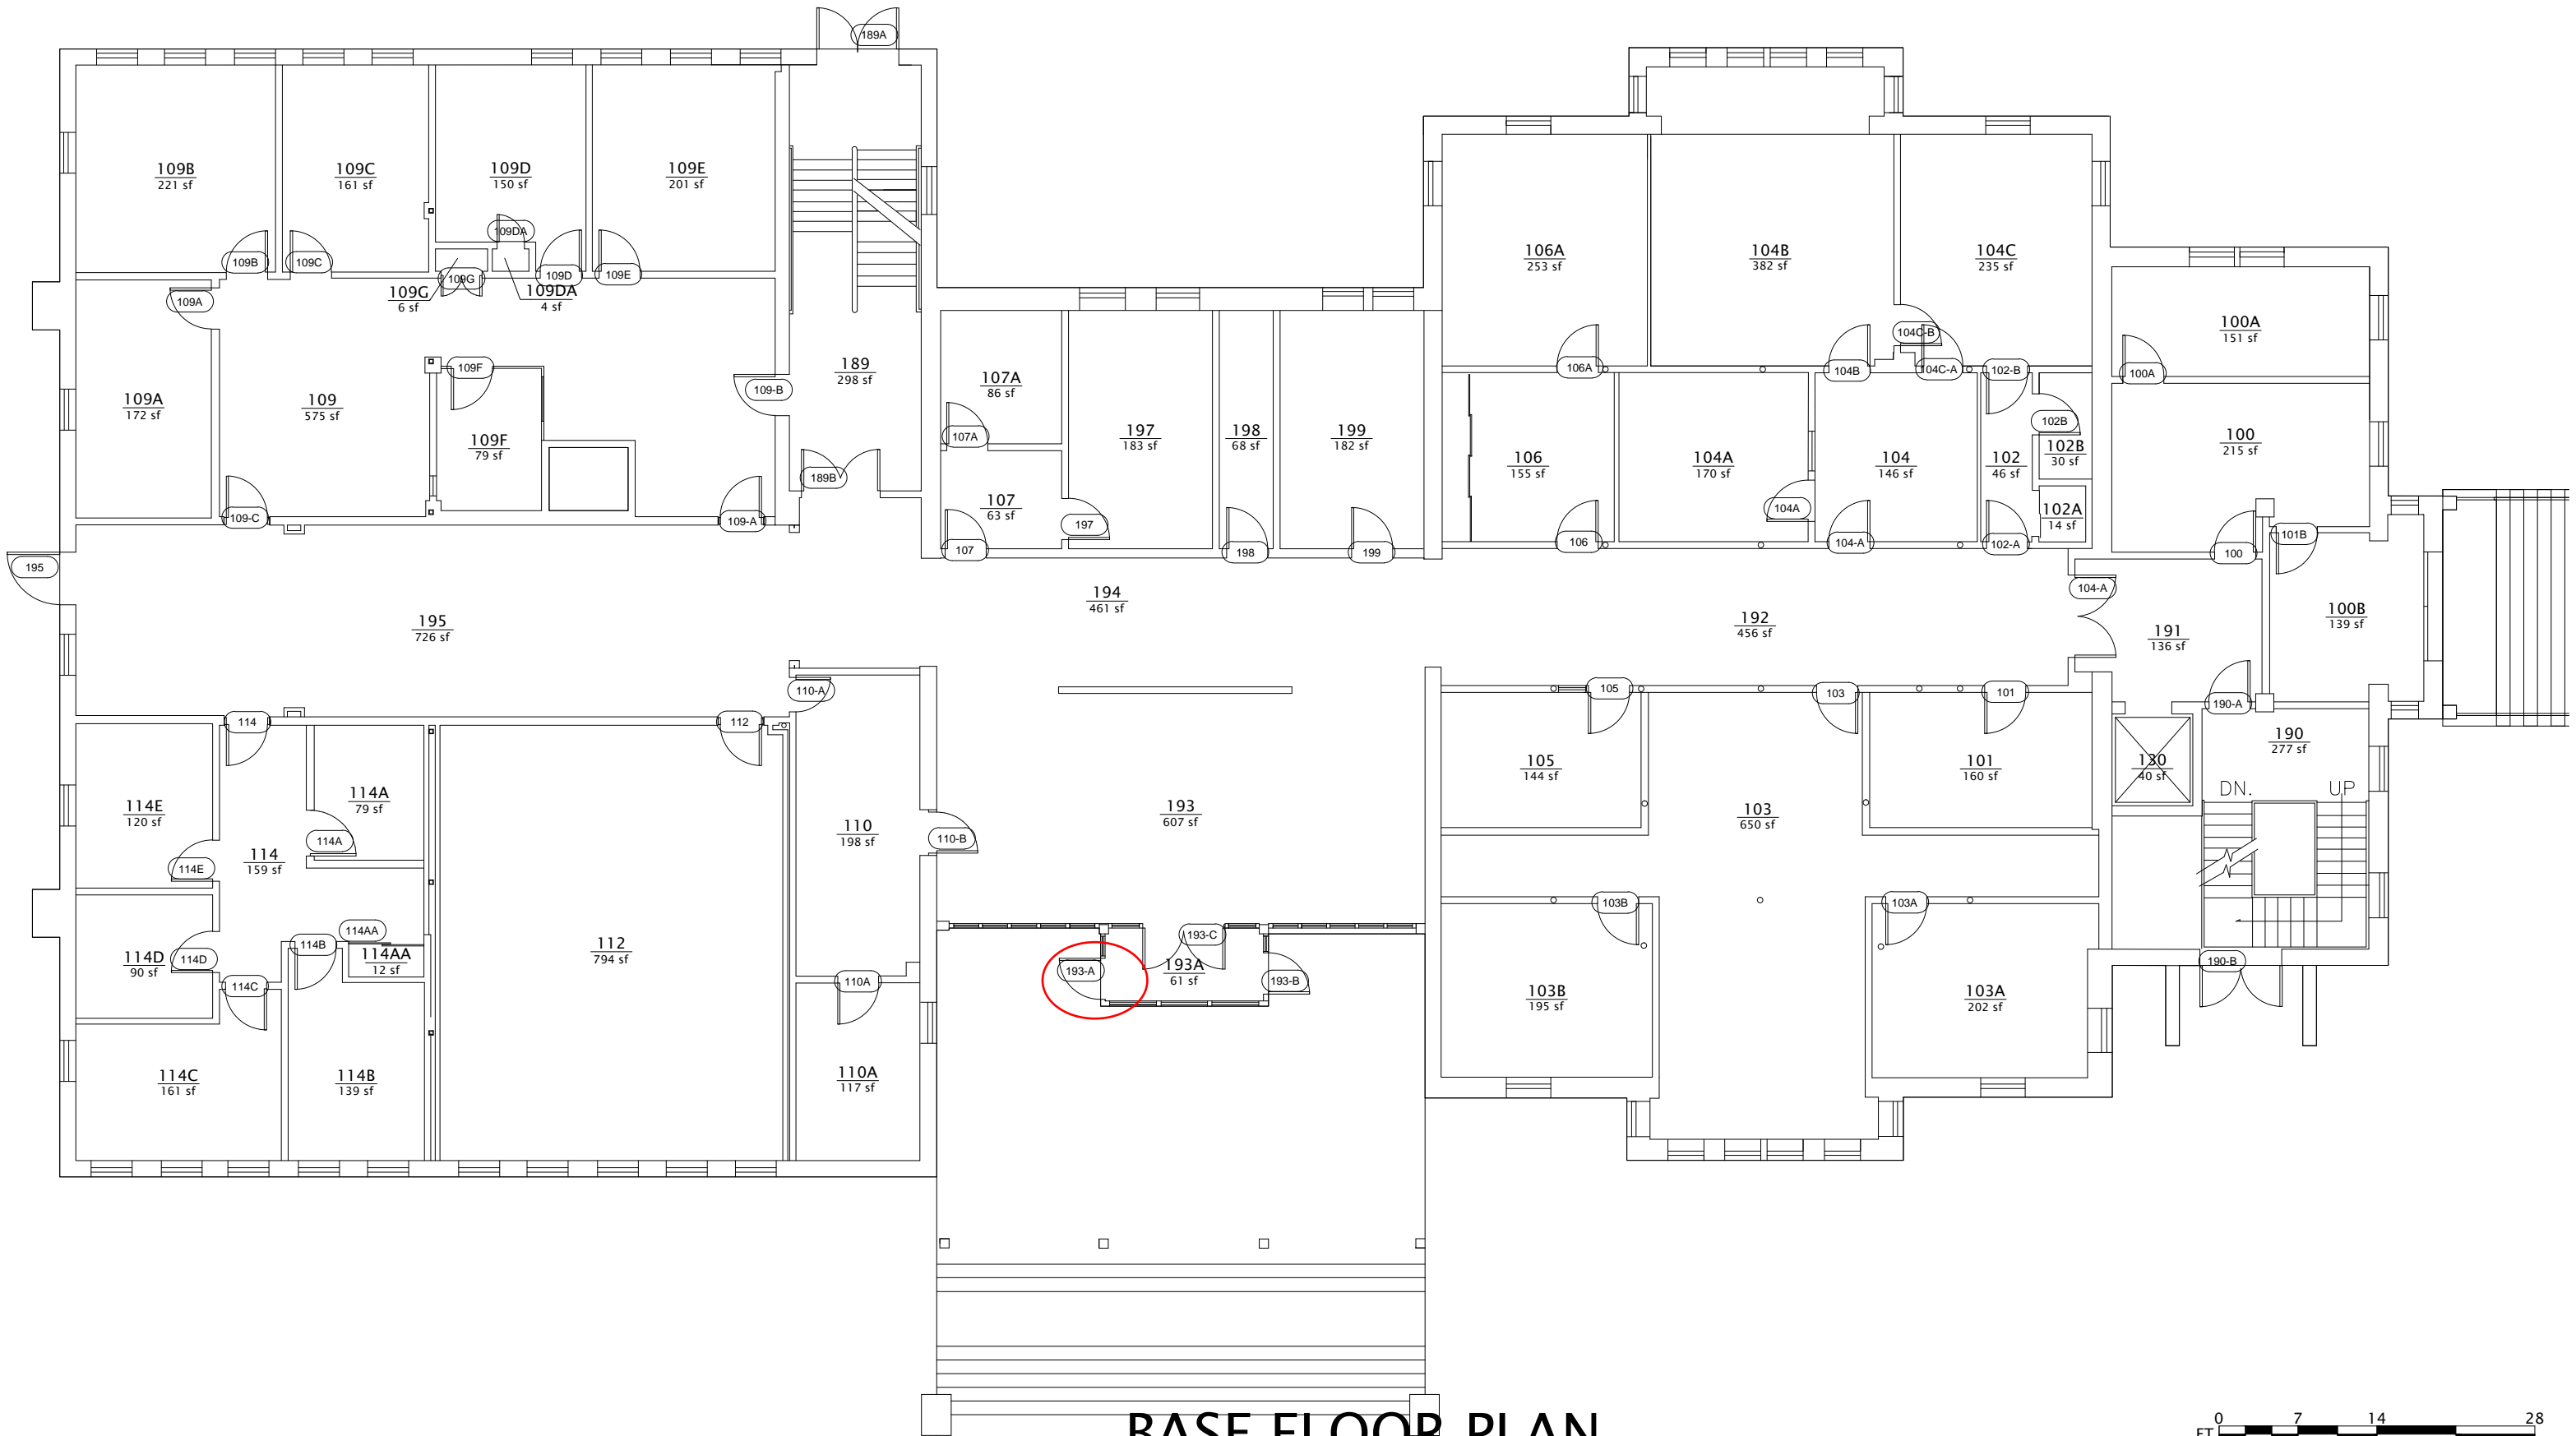 189A
109B
221 sf
109C
161 sf
109D
150 sf
109E
201 sf
109DA
109B
109C
109G
109D
109E
109A
109G
6 sf
109DA
4 sf
106A
253 sf
104B
382 sf
104C
235 sf
104C-B
100A
151 sf
100A
189
298 sf
109-B
109F
109A
172 sf
109
575 sf
109F
79 sf
107A
86 sf
107A
197
183 sf
198
68 sf
199
182 sf
106A
104B
04C-A
102-B
102B
102B
30 sf
106
155 sf
104A
170 sf
104
146 sf
102
46 sf
100
215 sf
189B
107
63 sf
197
104A
102A
14 sf
109-C
109-A
107
198
199
106
104-A
102-A
100
101B
195
104-A
194
461 sf
195
726 sf
192
456 sf
191
136 sf
100B
139 sf
110-A
105
103
101
190-A
114
112
190
277 sf
105
144 sf
101
160 sf
130
40 sf
DN.
UP
114A
79 sf
114E
120 sf
193
607 sf
103
650 sf
110
198 sf
110-B
114A
114
159 sf
114E
103B
103A
114AA
114B
193-C
112
794 sf
114D
90 sf
114D
114AA
12 sf
193-A
193A
61 sf
193-B
190-B
114C
110A
103B
195 sf
103A
202 sf
114C
161 sf
114B
139 sf
110A
117 sf
BASE FLOOR PLAN
0 7 14 28
FT